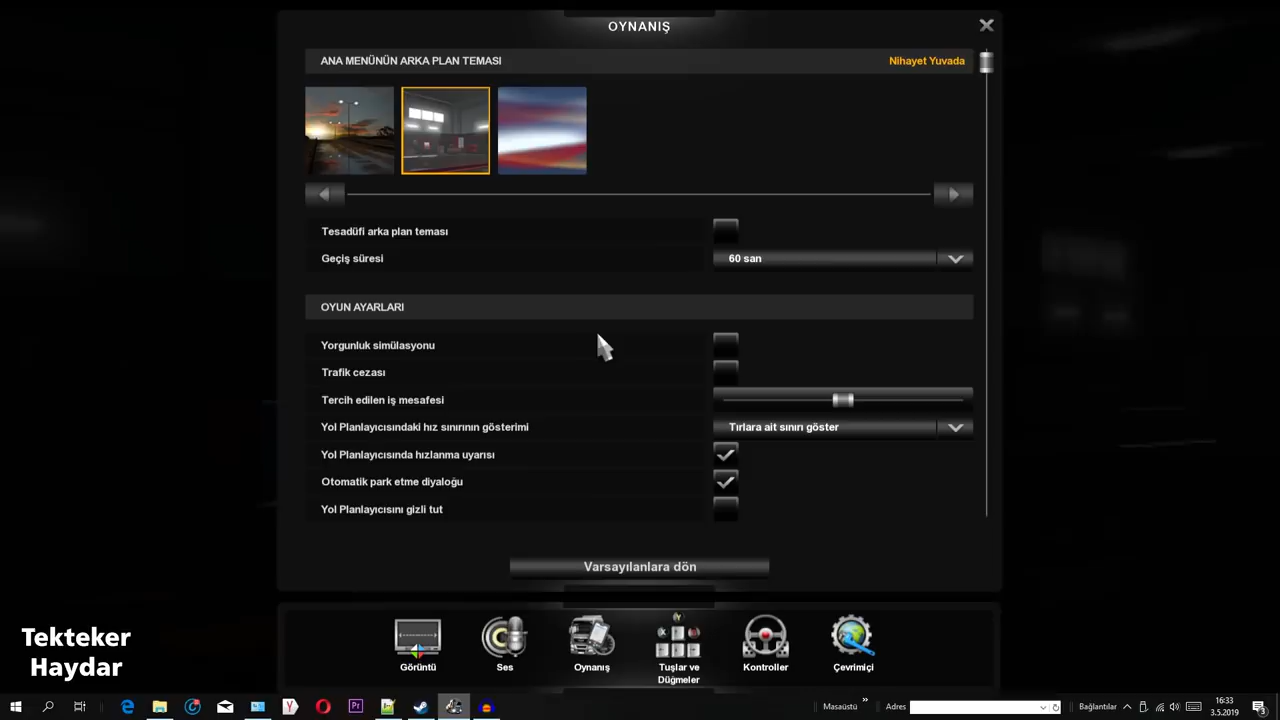 OYNANIŞ
ANA MENÜNÜN ARKA PLAN TEMASI
Nihayet Yuvada
Tesadüfi arka plan teması
Geçiş süresi
60 san
OYUN AYARLARI
Yorgunluk simülasyonu
Trafik cezası
Tercih edilen iş mesafesi
Yol Planlayıcısındaki hız sınırının gösterimi
Tırlara ait sınırı göster
Yol Planlayıcısında hızlanma uyarısı
Otomatik park etme diyaloğu
Yol Planlayıcısını gizli tut
Varsayılanlara dön
Görüntü
Ses
Oynanış
Tuşlar ve
Düğmeler
Kontroller
Çevrimiçi
Tekteker
Haydar
Masaüstü
Adres
Bağlantılar
16:33
3.5.2019